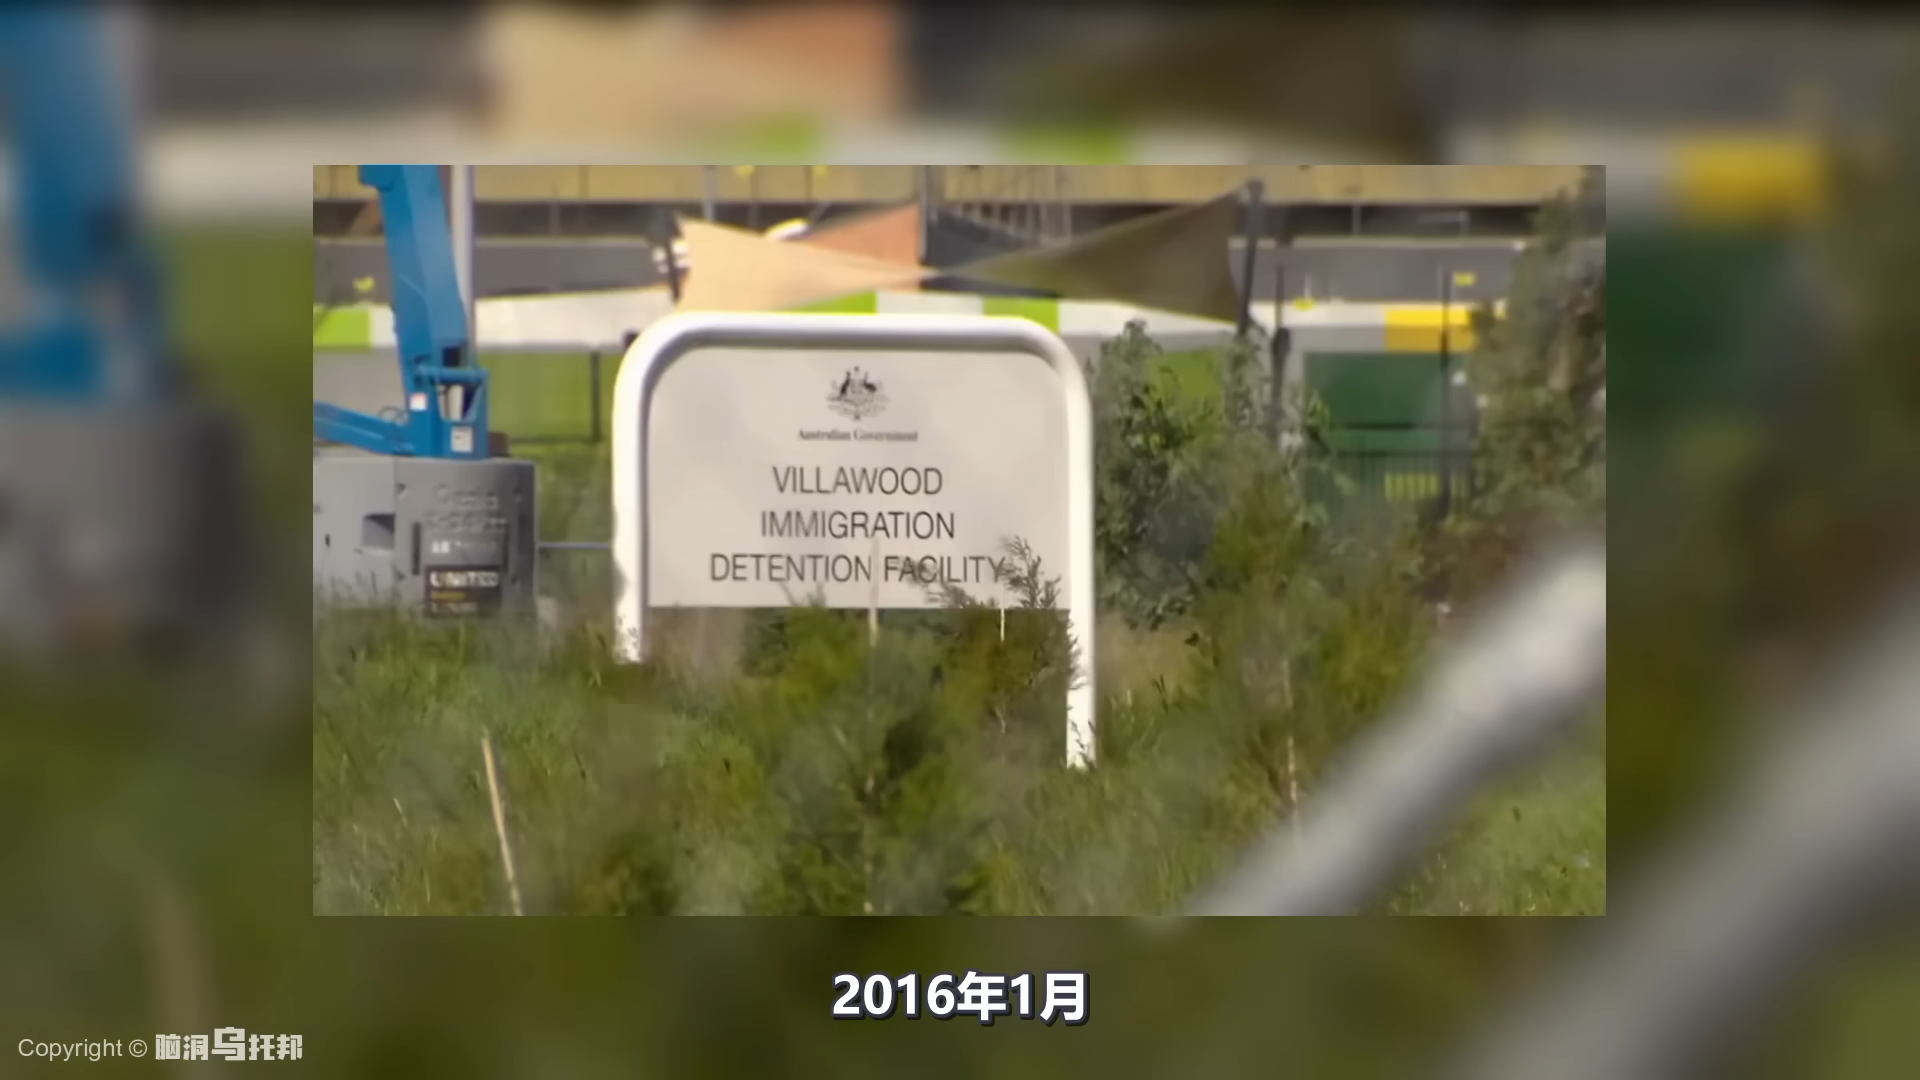 Australian Government
VILLAWOOD
IMMIGRATION
DETENTION FACILITY
UNITED
2016年1月
Copyright © 脑洞乌托邦